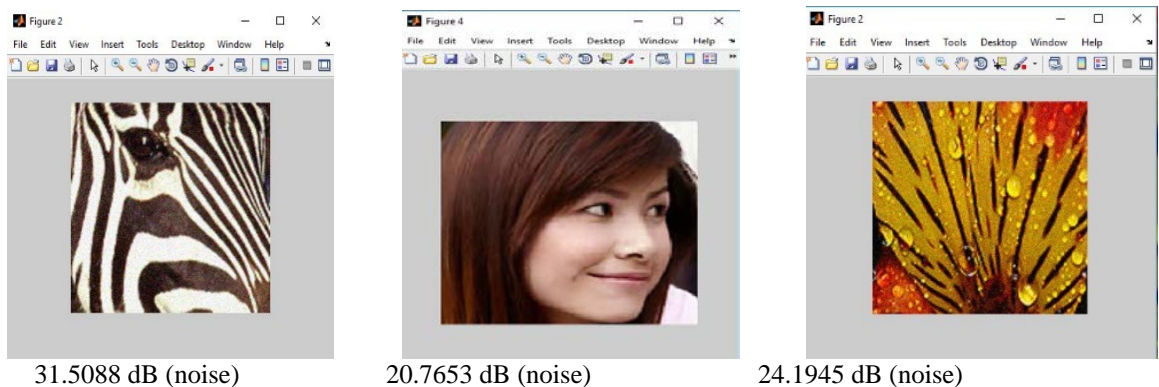 Figure 2
File Edit View Insert Tools Desktop Window Help
Figure 4
File Edit View Insert Tools Desktop Window Help
Figure 2
File Edit View Insert Tools Desktop Window Help
31.5088 dB (noise) 20.7653 dB (noise) 24.1945 dB (noise)